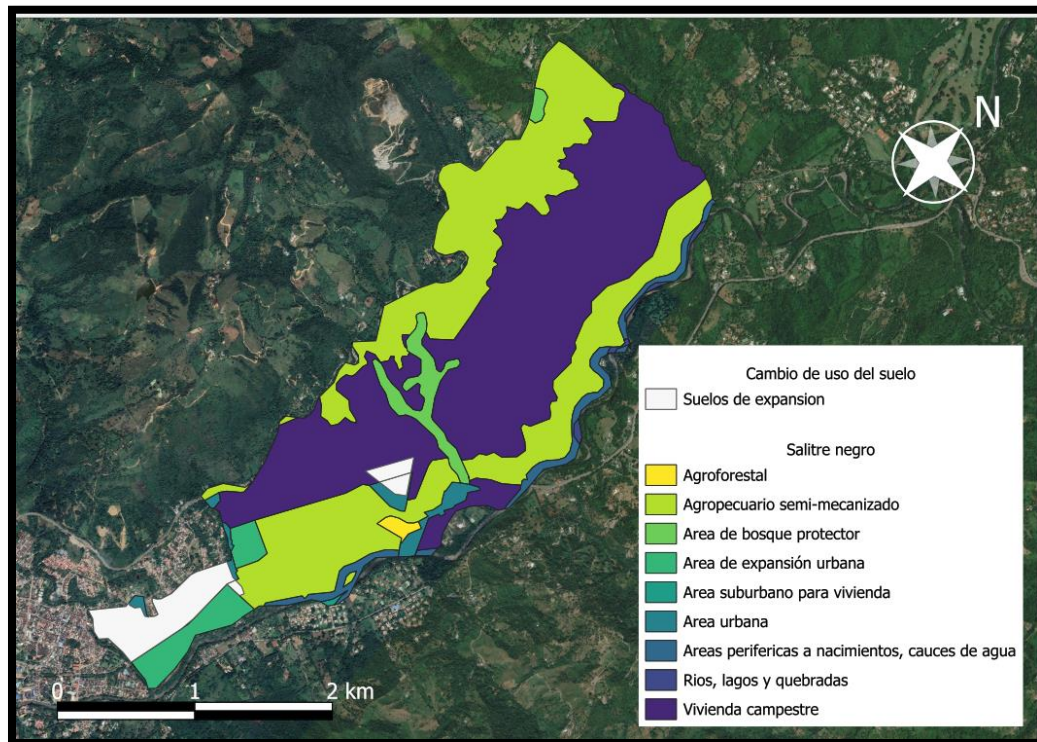 N
Cambio de uso del suelo
Suelos de expansion
Salitre negro
Agroforestal
Agropecuario semi-mecanizado
Area de bosque protector
Area de expansión urbana
Area suburbano para vivienda
Area urbana
Areas perifericas a nacimientos, cauces de agua
Rios, lagos y quebradas
Vivienda campestre
0 1 2 km